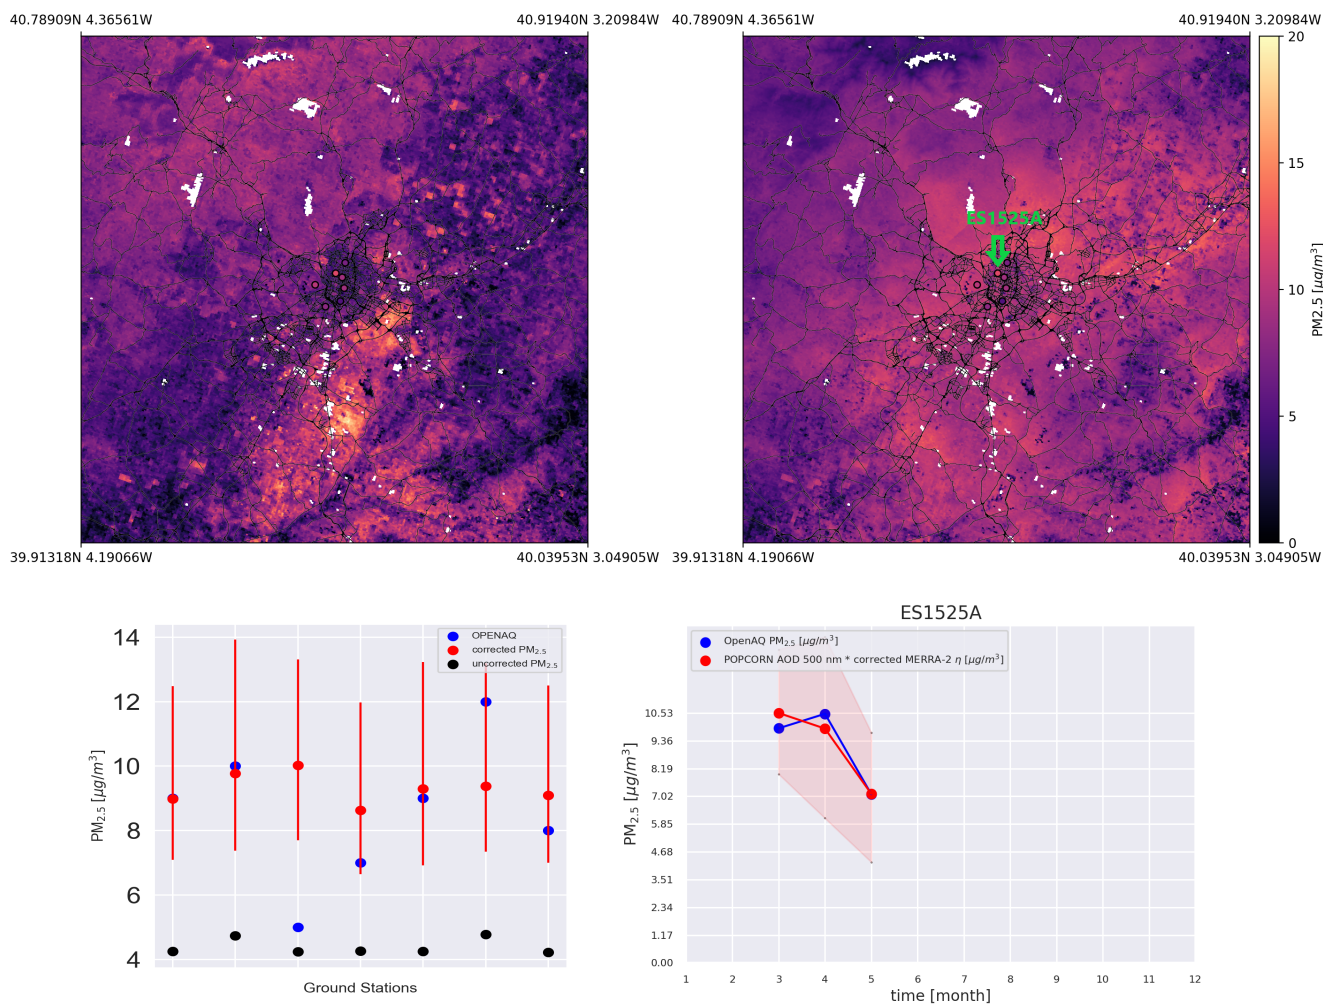 40.78909N 4.36561W
40.91940N 3.20984W
40.78909N 4.36561W
40.91940N 3.20984W
ES1525A
20
15
10
5
0
PM2.5 [μg/m³]
39.91318N 4.19066W
40.039553N 3.04905W
39.91318N 4.19066W
40.039553N 3.04905W
OPENAQ
corrected PM₂.₅
uncorrected PM₂.₅
14
12
10
8
6
4
PM₂.₅ [μg/m³]
Ground Stations
ES1525A
OpenAQ PM₂.₅ [μg/m³]
POPCORN AOD 500 nm * corrected MERRA-2 η [μg/m³]
10.53
9.36
8.19
7.02
5.85
4.68
3.51
2.34
1.17
0.00
PM₂.₅ [μg/m³]
1 2 3 4 5 6 7 8 9 10 11 12
time [month]